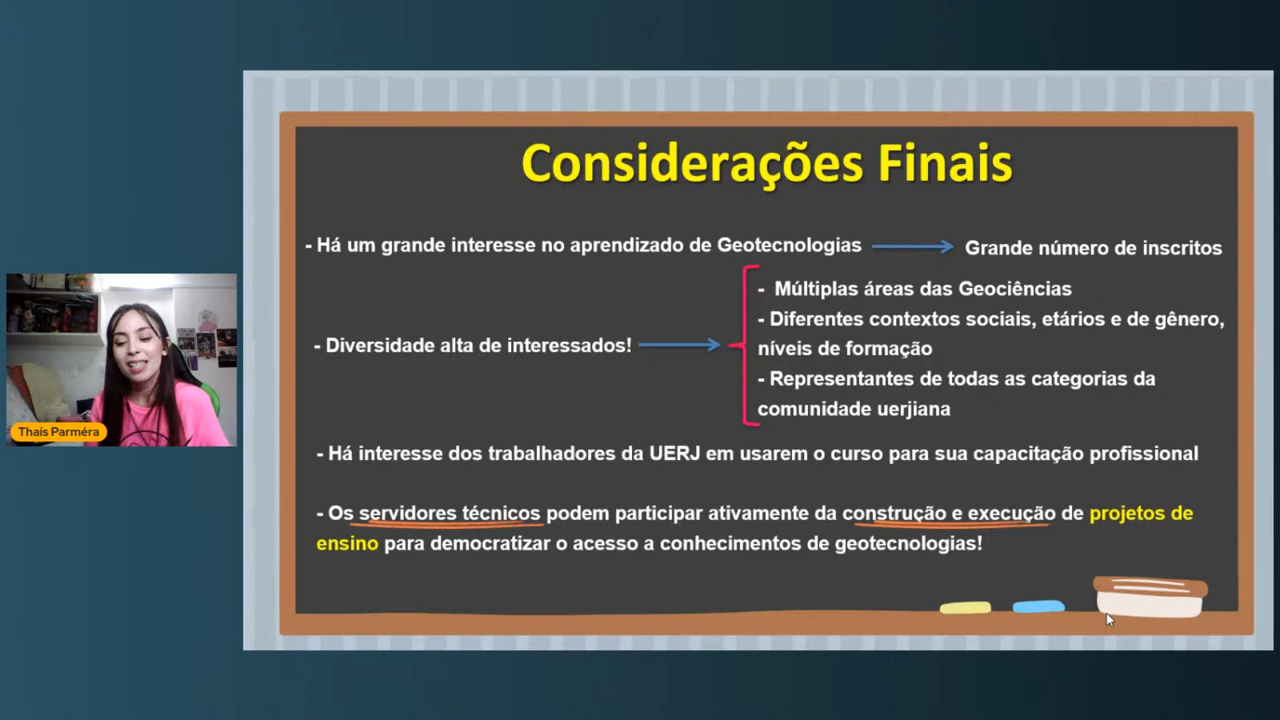 Considerações Finais
- Há um grande interesse no aprendizado de Geotecnologias
Grande número de inscritos
- Diversidade alta de interessados!
- Múltiplas áreas das Geociências
- Diferentes contextos sociais, etários e de gênero,
níveis de formação
- Representantes de todas as categorias da
comunidade uerjiana
- Há interesse dos trabalhadores da UERJ em usarem o curso para sua capacitação profissional
- Os servidores técnicos podem participar ativamente da construção e execução de projetos de
ensino para democratizar o acesso a conhecimentos de geotecnologias!
Thaís Parméra